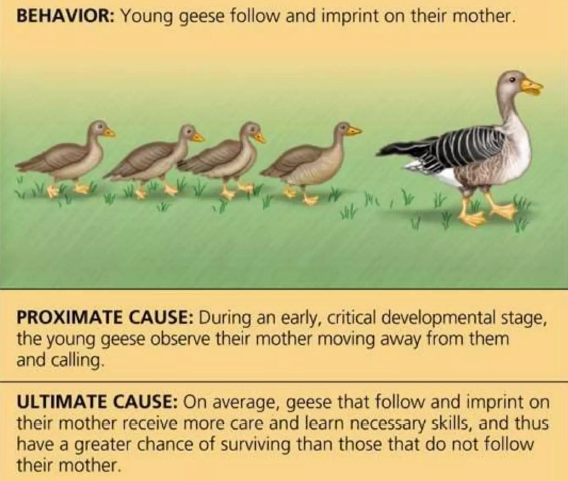 BEHAVIOR: Young geese follow and imprint on their mother.
PROXIMATE CAUSE: During an early, critical developmental stage,
the young geese observe their mother moving away from them
and calling.
ULTIMATE CAUSE: On average, geese that follow and imprint on
their mother receive more care and learn necessary skills, and thus
have a greater chance of surviving than those that do not follow
their mother.